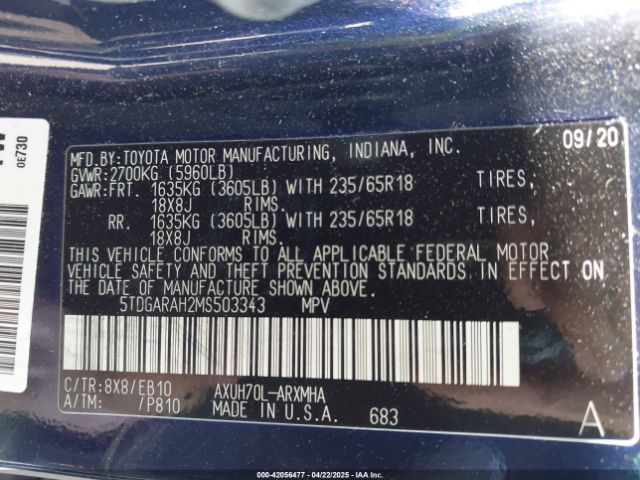 MFD.BY:TOYOTA MOTOR MANUFACTURING, INDIANA, INC. 09/20
GVWR:2700KG (5960LB)
GAWR:FRT. 1635KG (3605LB) WITH 235/65R18 TIRES,
18X8J RIMS.
RR. 1635KG (3605LB) WITH 235/65R18 TIRES,
18X8J RIMS.
THIS VEHICLE CONFORMS TO ALL APPLICABLE FEDERAL MOTOR
VEHICLE SAFETY AND THEFT PREVENTION STANDARDS IN EFFECT ON
THE DATE OF MANUFACTURE SHOWN ABOVE.
5TDGARAH2MS503343 MPV
C/TR:8X8/EB10 AXUH70L-ARXMHA
A/TM: /P810 MADE IN U.S.A. 683 A
0E730
000-42056477 - 04/22/2025 - iaai.com